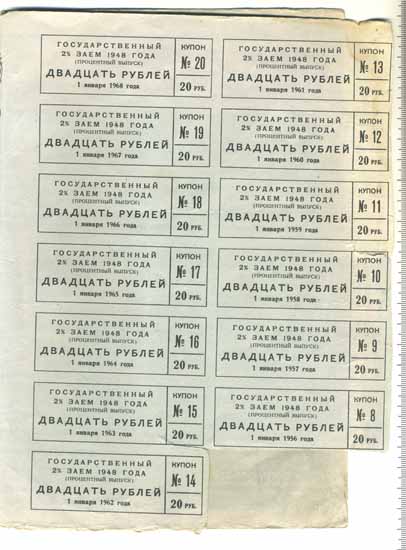 ГОСУДАРСТВЕННЫЙ
2% ЗАЕМ 1948 ГОДА
(ПРОЦЕНТНЫЙ ВЫПУСК)
ДВАДЦАТЬ РУБЛЕЙ
1 января 1968 года
КУПОН
№ 20
20 РУБ.
ГОСУДАРСТВЕННЫЙ
2% ЗАЕМ 1948 ГОДА
(ПРОЦЕНТНЫЙ ВЫПУСК)
ДВАДЦАТЬ РУБЛЕЙ
1 января 1967 года
КУПОН
№ 19
20 РУБ.
ГОСУДАРСТВЕННЫЙ
2% ЗАЕМ 1948 ГОДА
(ПРОЦЕНТНЫЙ ВЫПУСК)
ДВАДЦАТЬ РУБЛЕЙ
1 января 1966 года
КУПОН
№ 18
20 РУБ.
ГОСУДАРСТВЕННЫЙ
2% ЗАЕМ 1948 ГОДА
(ПРОЦЕНТНЫЙ ВЫПУСК)
ДВАДЦАТЬ РУБЛЕЙ
1 января 1965 года
КУПОН
№ 17
20 РУБ.
ГОСУДАРСТВЕННЫЙ
2% ЗАЕМ 1948 ГОДА
(ПРОЦЕНТНЫЙ ВЫПУСК)
ДВАДЦАТЬ РУБЛЕЙ
1 января 1964 года
КУПОН
№ 16
20 РУБ.
ГОСУДАРСТВЕННЫЙ
2% ЗАЕМ 1948 ГОДА
(ПРОЦЕНТНЫЙ ВЫПУСК)
ДВАДЦАТЬ РУБЛЕЙ
1 января 1963 года
КУПОН
№ 15
20 РУБ.
ГОСУДАРСТВЕННЫЙ
2% ЗАЕМ 1948 ГОДА
(ПРОЦЕНТНЫЙ ВЫПУСК)
ДВАДЦАТЬ РУБЛЕЙ
1 января 1962 года
КУПОН
№ 14
20 РУБ.
ГОСУДАРСТВЕННЫЙ
2% ЗАЕМ 1948 ГОДА
(ПРОЦЕНТНЫЙ ВЫПУСК)
ДВАДЦАТЬ РУБЛЕЙ
1 января 1961 года
КУПОН
№ 13
20 РУБ.
ГОСУДАРСТВЕННЫЙ
2% ЗАЕМ 1948 ГОДА
(ПРОЦЕНТНЫЙ ВЫПУСК)
ДВАДЦАТЬ РУБЛЕЙ
1 января 1960 года
КУПОН
№ 12
20 РУБ.
ГОСУДАРСТВЕННЫЙ
2% ЗАЕМ 1948 ГОДА
(ПРОЦЕНТНЫЙ ВЫПУСК)
ДВАДЦАТЬ РУБЛЕЙ
1 января 1959 года
КУПОН
№ 11
20 РУБ.
ГОСУДАРСТВЕННЫЙ
2% ЗАЕМ 1948 ГОДА
(ПРОЦЕНТНЫЙ ВЫПУСК)
ДВАДЦАТЬ РУБЛЕЙ
1 января 1958 года
КУПОН
№ 10
20 РУБ.
ГОСУДАРСТВЕННЫЙ
2% ЗАЕМ 1948 ГОДА
(ПРОЦЕНТНЫЙ ВЫПУСК)
ДВАДЦАТЬ РУБЛЕЙ
1 января 1957 года
КУПОН
№ 9
20 РУБ.
ГОСУДАРСТВЕННЫЙ
2% ЗАЕМ 1948 ГОДА
(ПРОЦЕНТНЫЙ ВЫПУСК)
ДВАДЦАТЬ РУБЛЕЙ
1 января 1956 года
КУПОН
№ 8
20 РУБ.